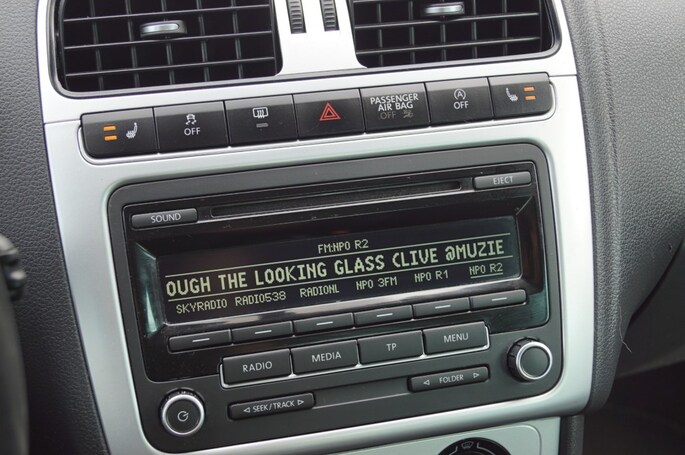 OFF
PASSENGER
AIR BAG
OFF
A
OFF
SOUND
EJECT
FM:NPO R2
OUGH THE LOOKING GLASS (LIVE @MUZIE
SKYRADIO RADIO538 RADIONL NPO 3FM NPO R1 NPO R2
RADIO MEDIA TP MENU
SEEK/TRACK
FOLDER